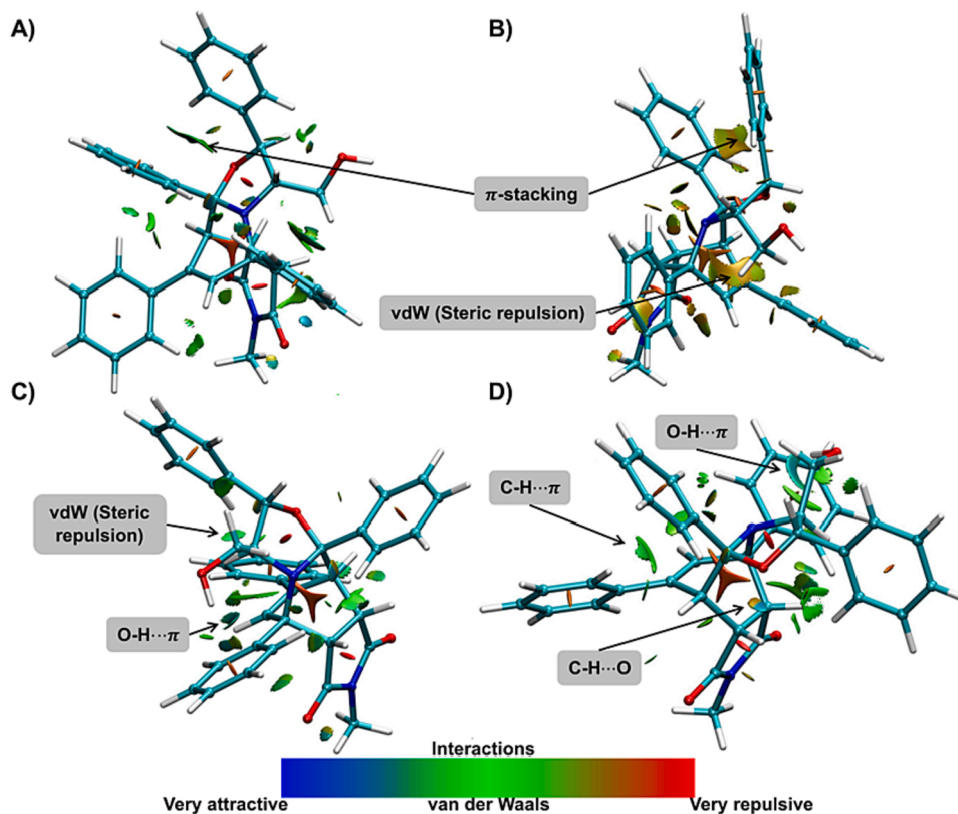 A)
B)
π-stacking
vdW (Steric repulsion)
C)
D)
O-H···π
C-H···π
vdW (Steric
repulsion)
O-H···π
C-H···O
Interactions
Very attractive
van der Waals
Very repulsive